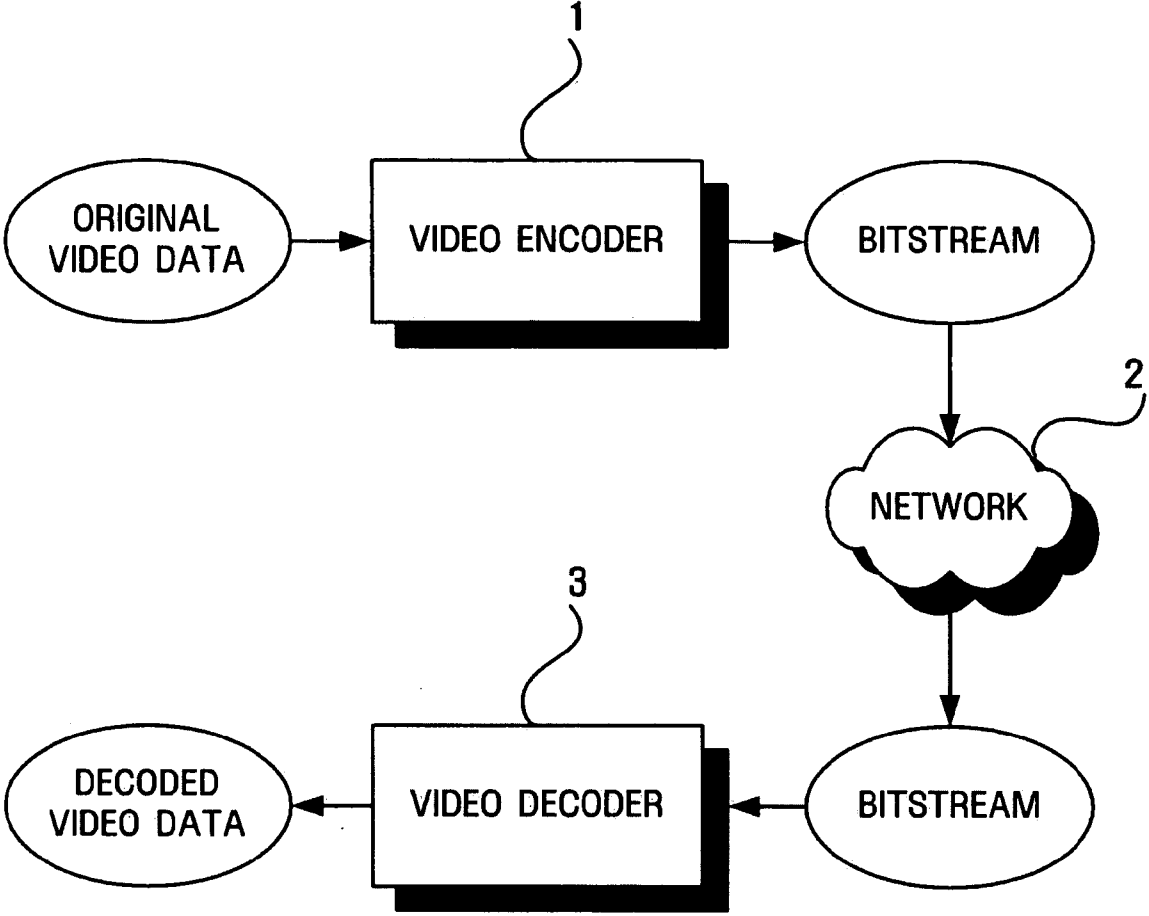 1
ORIGINAL
VIDEO DATA
VIDEO ENCODER
BITSTREAM
2
NETWORK
3
DECODED
VIDEO DATA
VIDEO DECODER
BITSTREAM